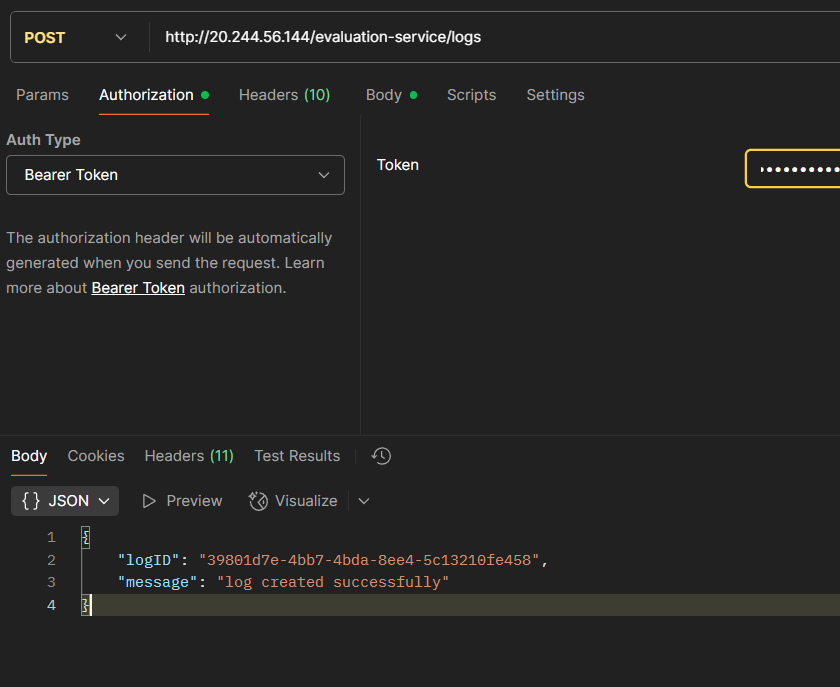 POST http://20.244.56.144/evaluation-service/logs
Params Authorization Headers (10) Body Scripts Settings
Auth Type
Bearer Token
Token
The authorization header will be automatically
generated when you send the request. Learn
more about Bearer Token authorization.
Body Cookies Headers (11) Test Results
{} JSON Preview Visualize
1 {
2 "logID": "39801d7e-4bb7-4bda-8ee4-5c13210fe458",
3 "message": "log created successfully"
4 }